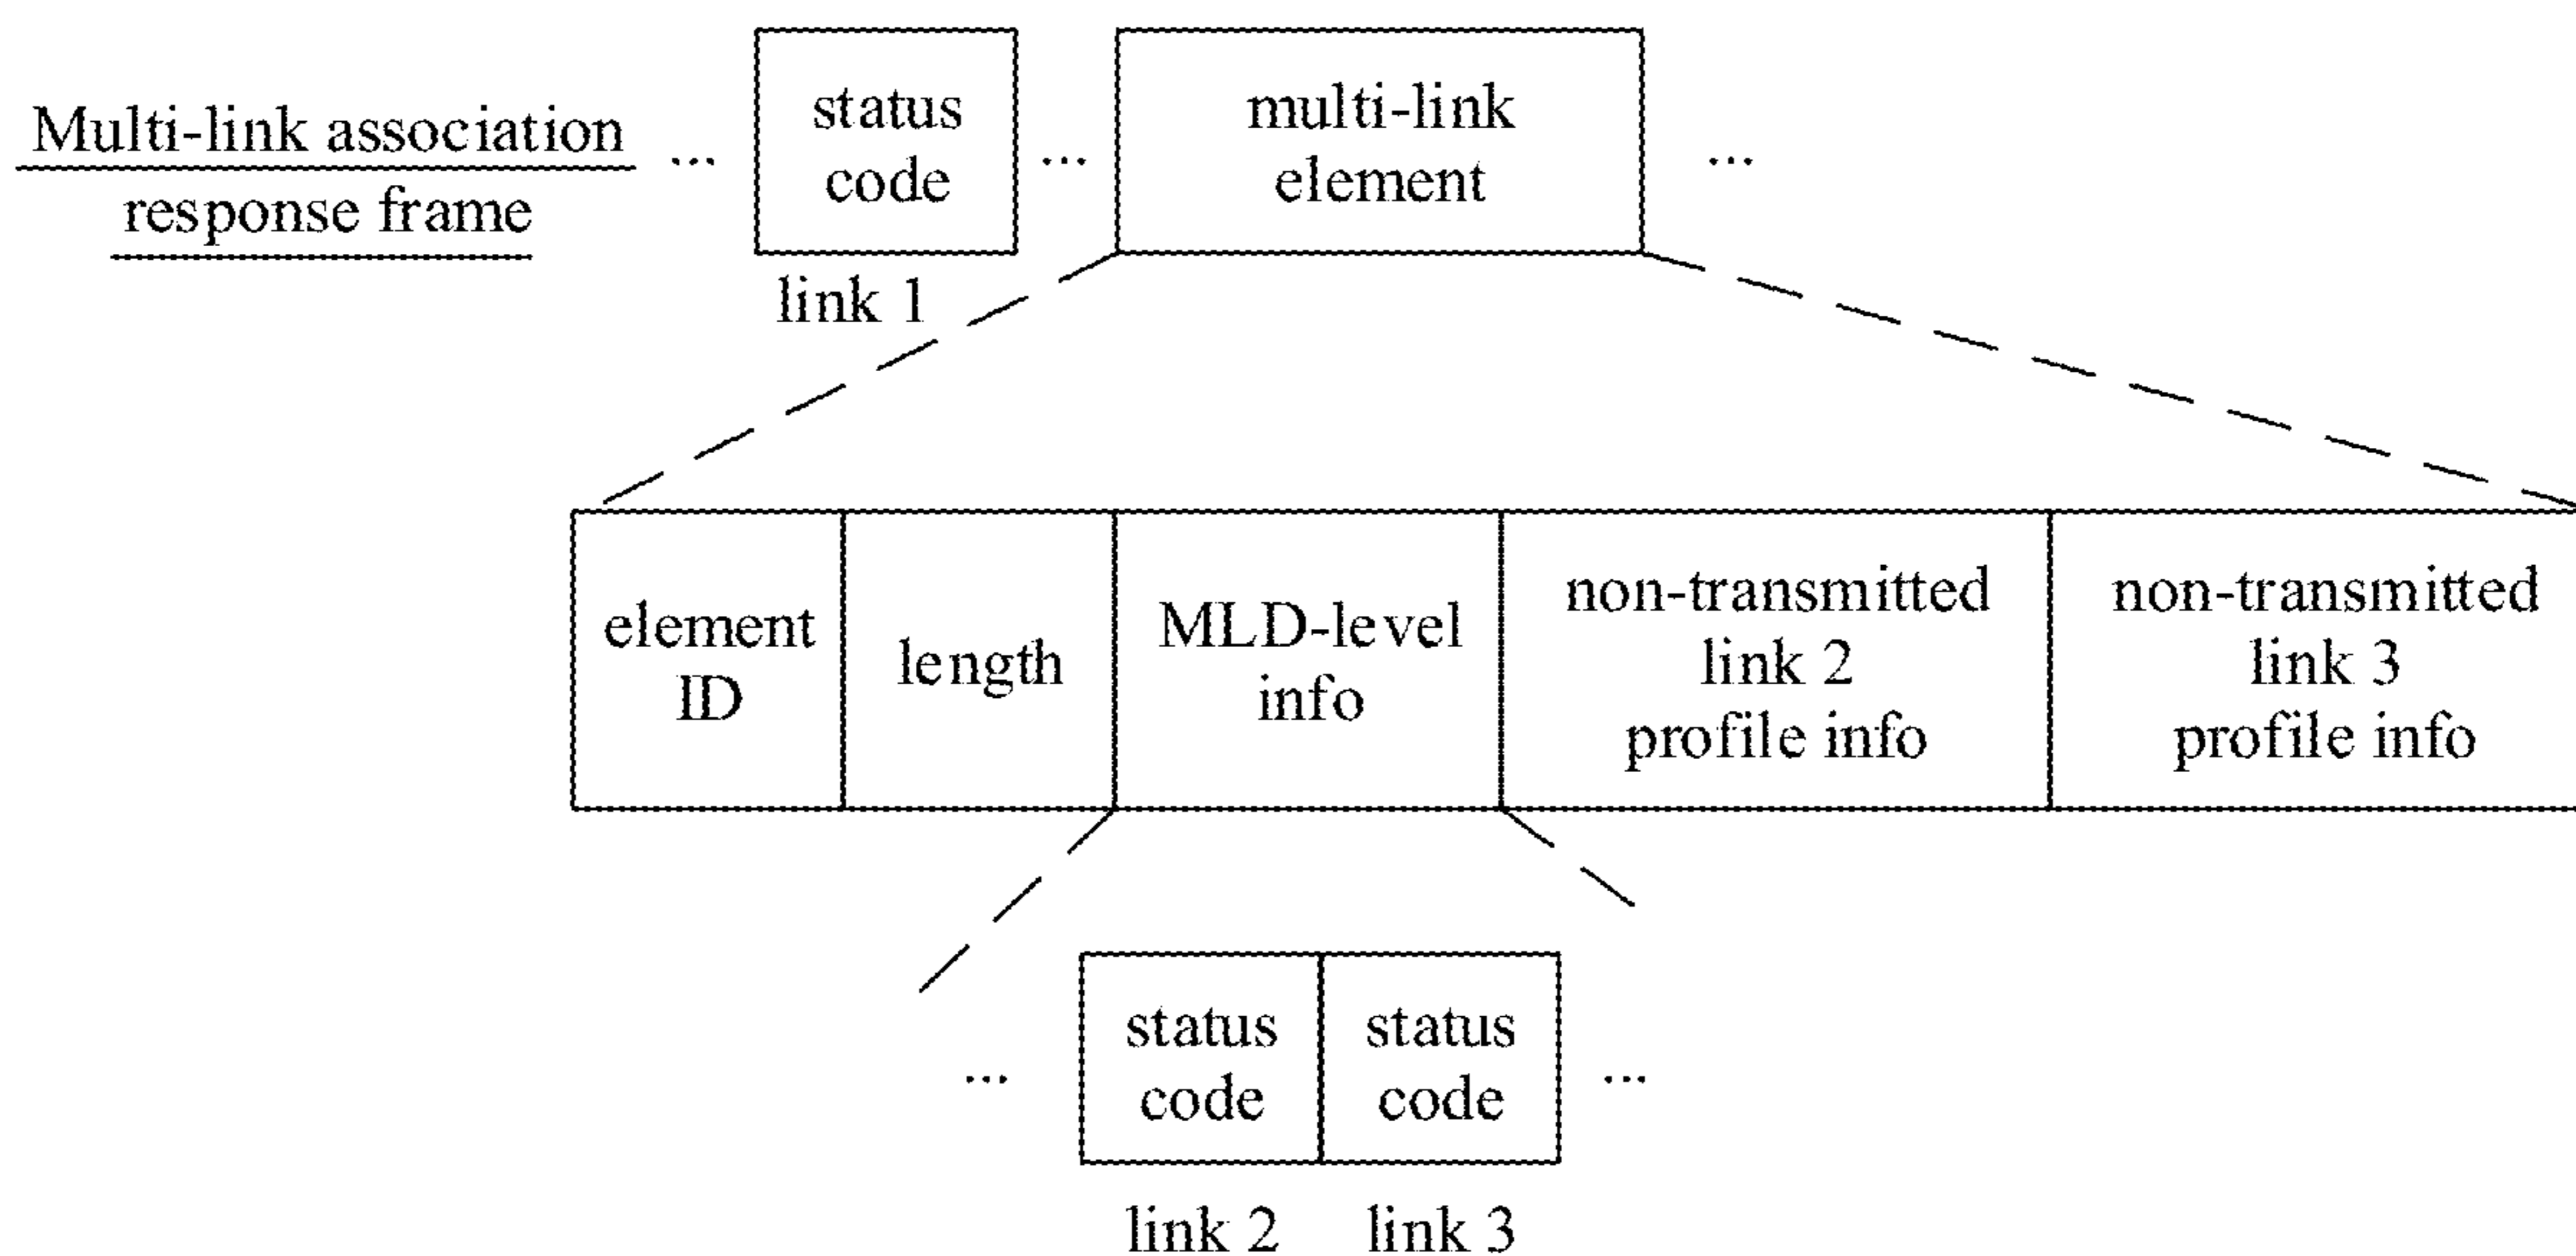 Multi-link association
response frame
...
status
code
...
multi-link
element
...
link 1
element
ID
length
MLD-level
info
non-transmitted
link 2
profile info
non-transmitted
link 3
profile info
...
status
code
status
code
...
link 2
link 3